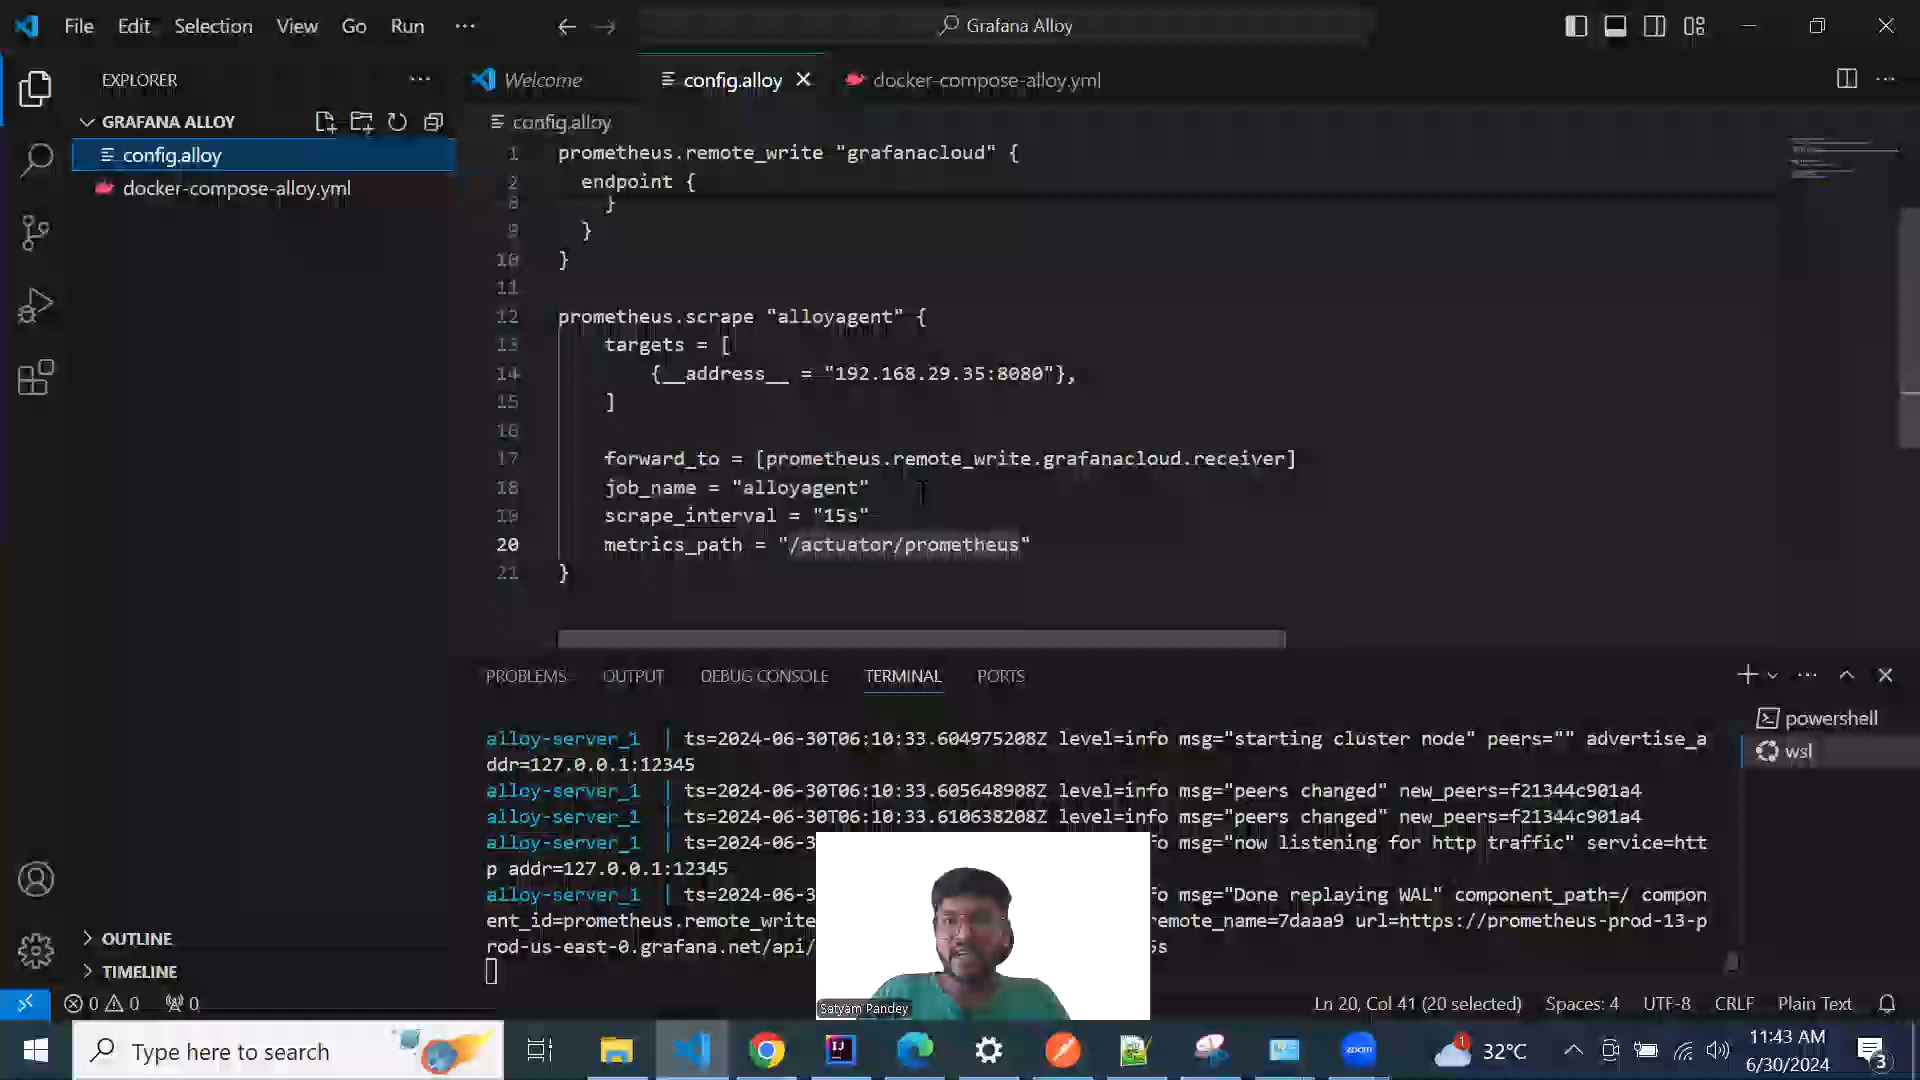 File Edit Selection View Go Run ···
Grafana Alloy
EXPLORER
Welcome
config.alloy
docker-compose-alloy.yml
GRAFANA ALLOY
config.alloy
docker-compose-alloy.yml
config.alloy
1 prometheus.remote_write "grafanacloud" {
2 endpoint {
8 }
9 }
10 }
11
12 prometheus.scrape "alloyagent" {
13 targets = [
14 {__address__ = "192.168.29.35:8080"},
15 ]
16
17 forward_to = [prometheus.remote_write.grafanacloud.receiver]
18 job_name = "alloyagent"
19 scrape_interval = "15s"
20 metrics_path = "/actuator/prometheus"
21 }
PROBLEMS OUTPUT DEBUG CONSOLE TERMINAL PORTS
powershell
wsl
alloy-server_1 | ts=2024-06-30T06:10:33.604975208Z level=info msg="starting cluster node" peers="" advertise_a
ddr=127.0.0.1:12345
alloy-server_1 | ts=2024-06-30T06:10:33.605648908Z level=info msg="peers changed" new_peers=f21344c901a4
alloy-server_1 | ts=2024-06-30T06:10:33.610638208Z level=info msg="peers changed" new_peers=f21344c901a4
alloy-server_1 | ts=2024-06-3 fo msg="now listening for http traffic" service=htt
p addr=127.0.0.1:12345
alloy-server_1 | ts=2024-06-3 fo msg="Done replaying WAL" component_path=/ compon
ent_id=prometheus.remote_write remote_name=7daaa9 url=https://prometheus-prod-13-p
rod-us-east-0.grafana.net/api/ s
OUTLINE
TIMELINE
Satyam Pandey
0 0 0
Ln 20, Col 41 (20 selected) Spaces: 4 UTF-8 CRLF Plain Text
Type here to search
zoom
1
32°C
11:43 AM
6/30/2024
3